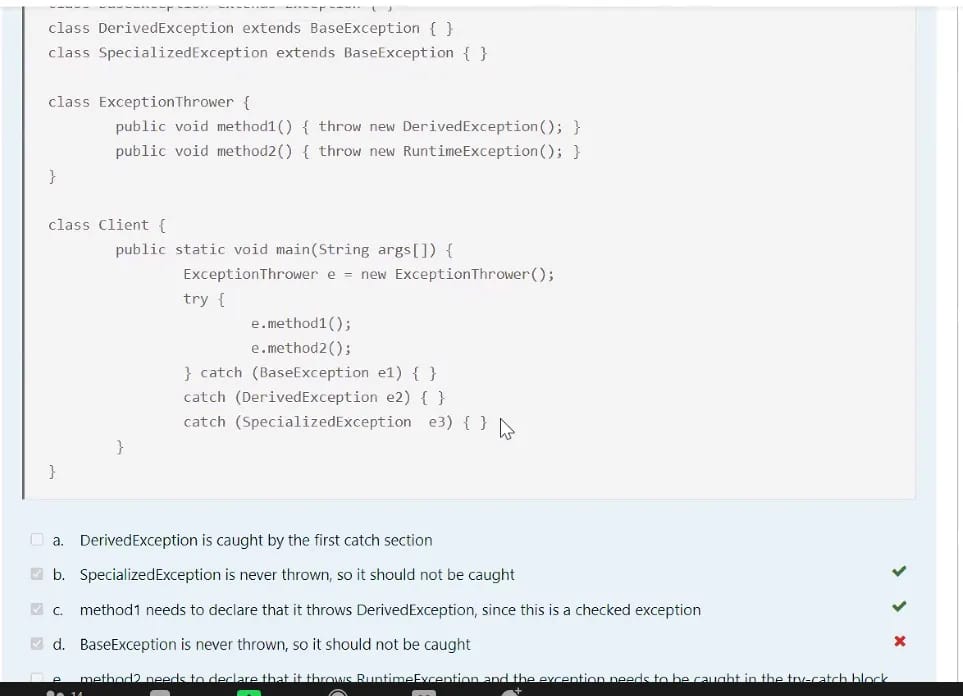 class BaseException extends Exception { }
class DerivedException extends BaseException { }
class SpecializedException extends BaseException { }
class ExceptionThrower {
public void method1() { throw new DerivedException(); }
public void method2() { throw new RuntimeException(); }
}
class Client {
public static void main(String args[]) {
ExceptionThrower e = new ExceptionThrower();
try {
e.method1();
e.method2();
} catch (BaseException e1) { }
catch (DerivedException e2) { }
catch (SpecializedException e3) { }
}
}
a. DerivedException is caught by the first catch section
b. SpecializedException is never thrown, so it should not be caught
c. method1 needs to declare that it throws DerivedException, since this is a checked exception
d. BaseException is never thrown, so it should not be caught
e. method2 needs to declare that it throws RuntimeException and the exception needs to be caught in the try-catch block
14